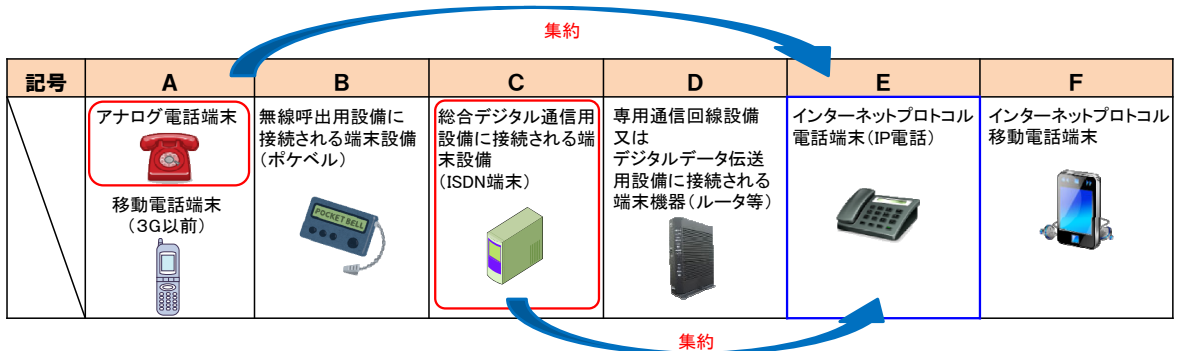 集約
記号
A
B
C
D
E
F
アナログ電話端末
移動電話端末
（3G以前）
無線呼出用設備に
接続される端末設備
（ポケベル）
POCKET BELL
総合デジタル通信用
設備に接続される端
末設備
（ISDN端末）
専用通信回線設備
又は
デジタルデータ伝送
用設備に接続される
端末機器（ルータ等）
インターネットプロトコル
電話端末（IP電話）
インターネットプロトコル
移動電話端末
集約